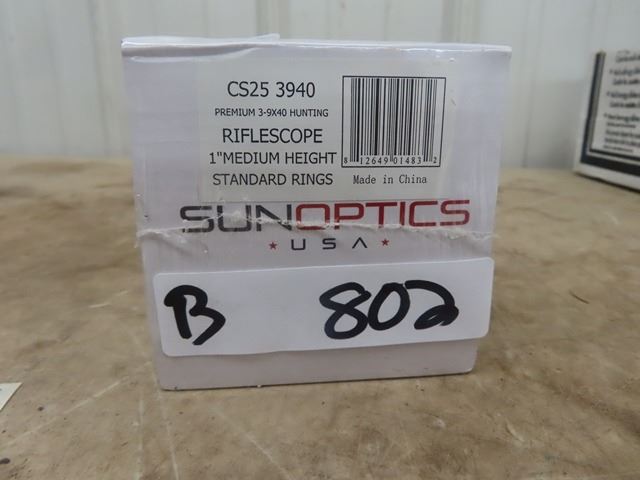 CS25 3940
PREMIUM 3-9X40 HUNTING
RIFLESCOPE
1"MEDIUM HEIGHT
STANDARD RINGS
8 12649 01483 2
Made in China
SUNOPTICS
* USA *
B 802